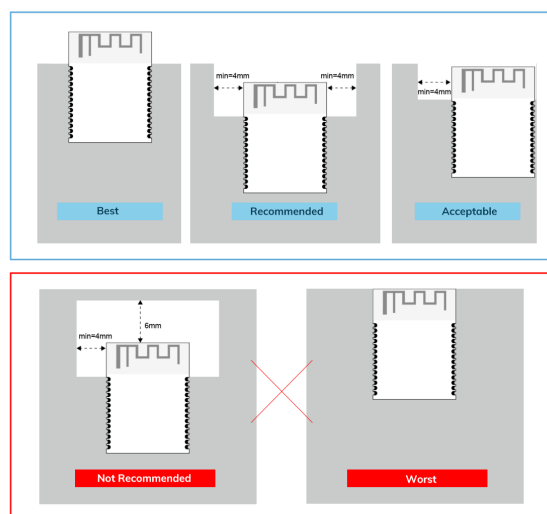 min=4mm
min=4mm
min=4mm
Best
Recommended
Acceptable
6mm
min=4mm
Not Recommended
Worst